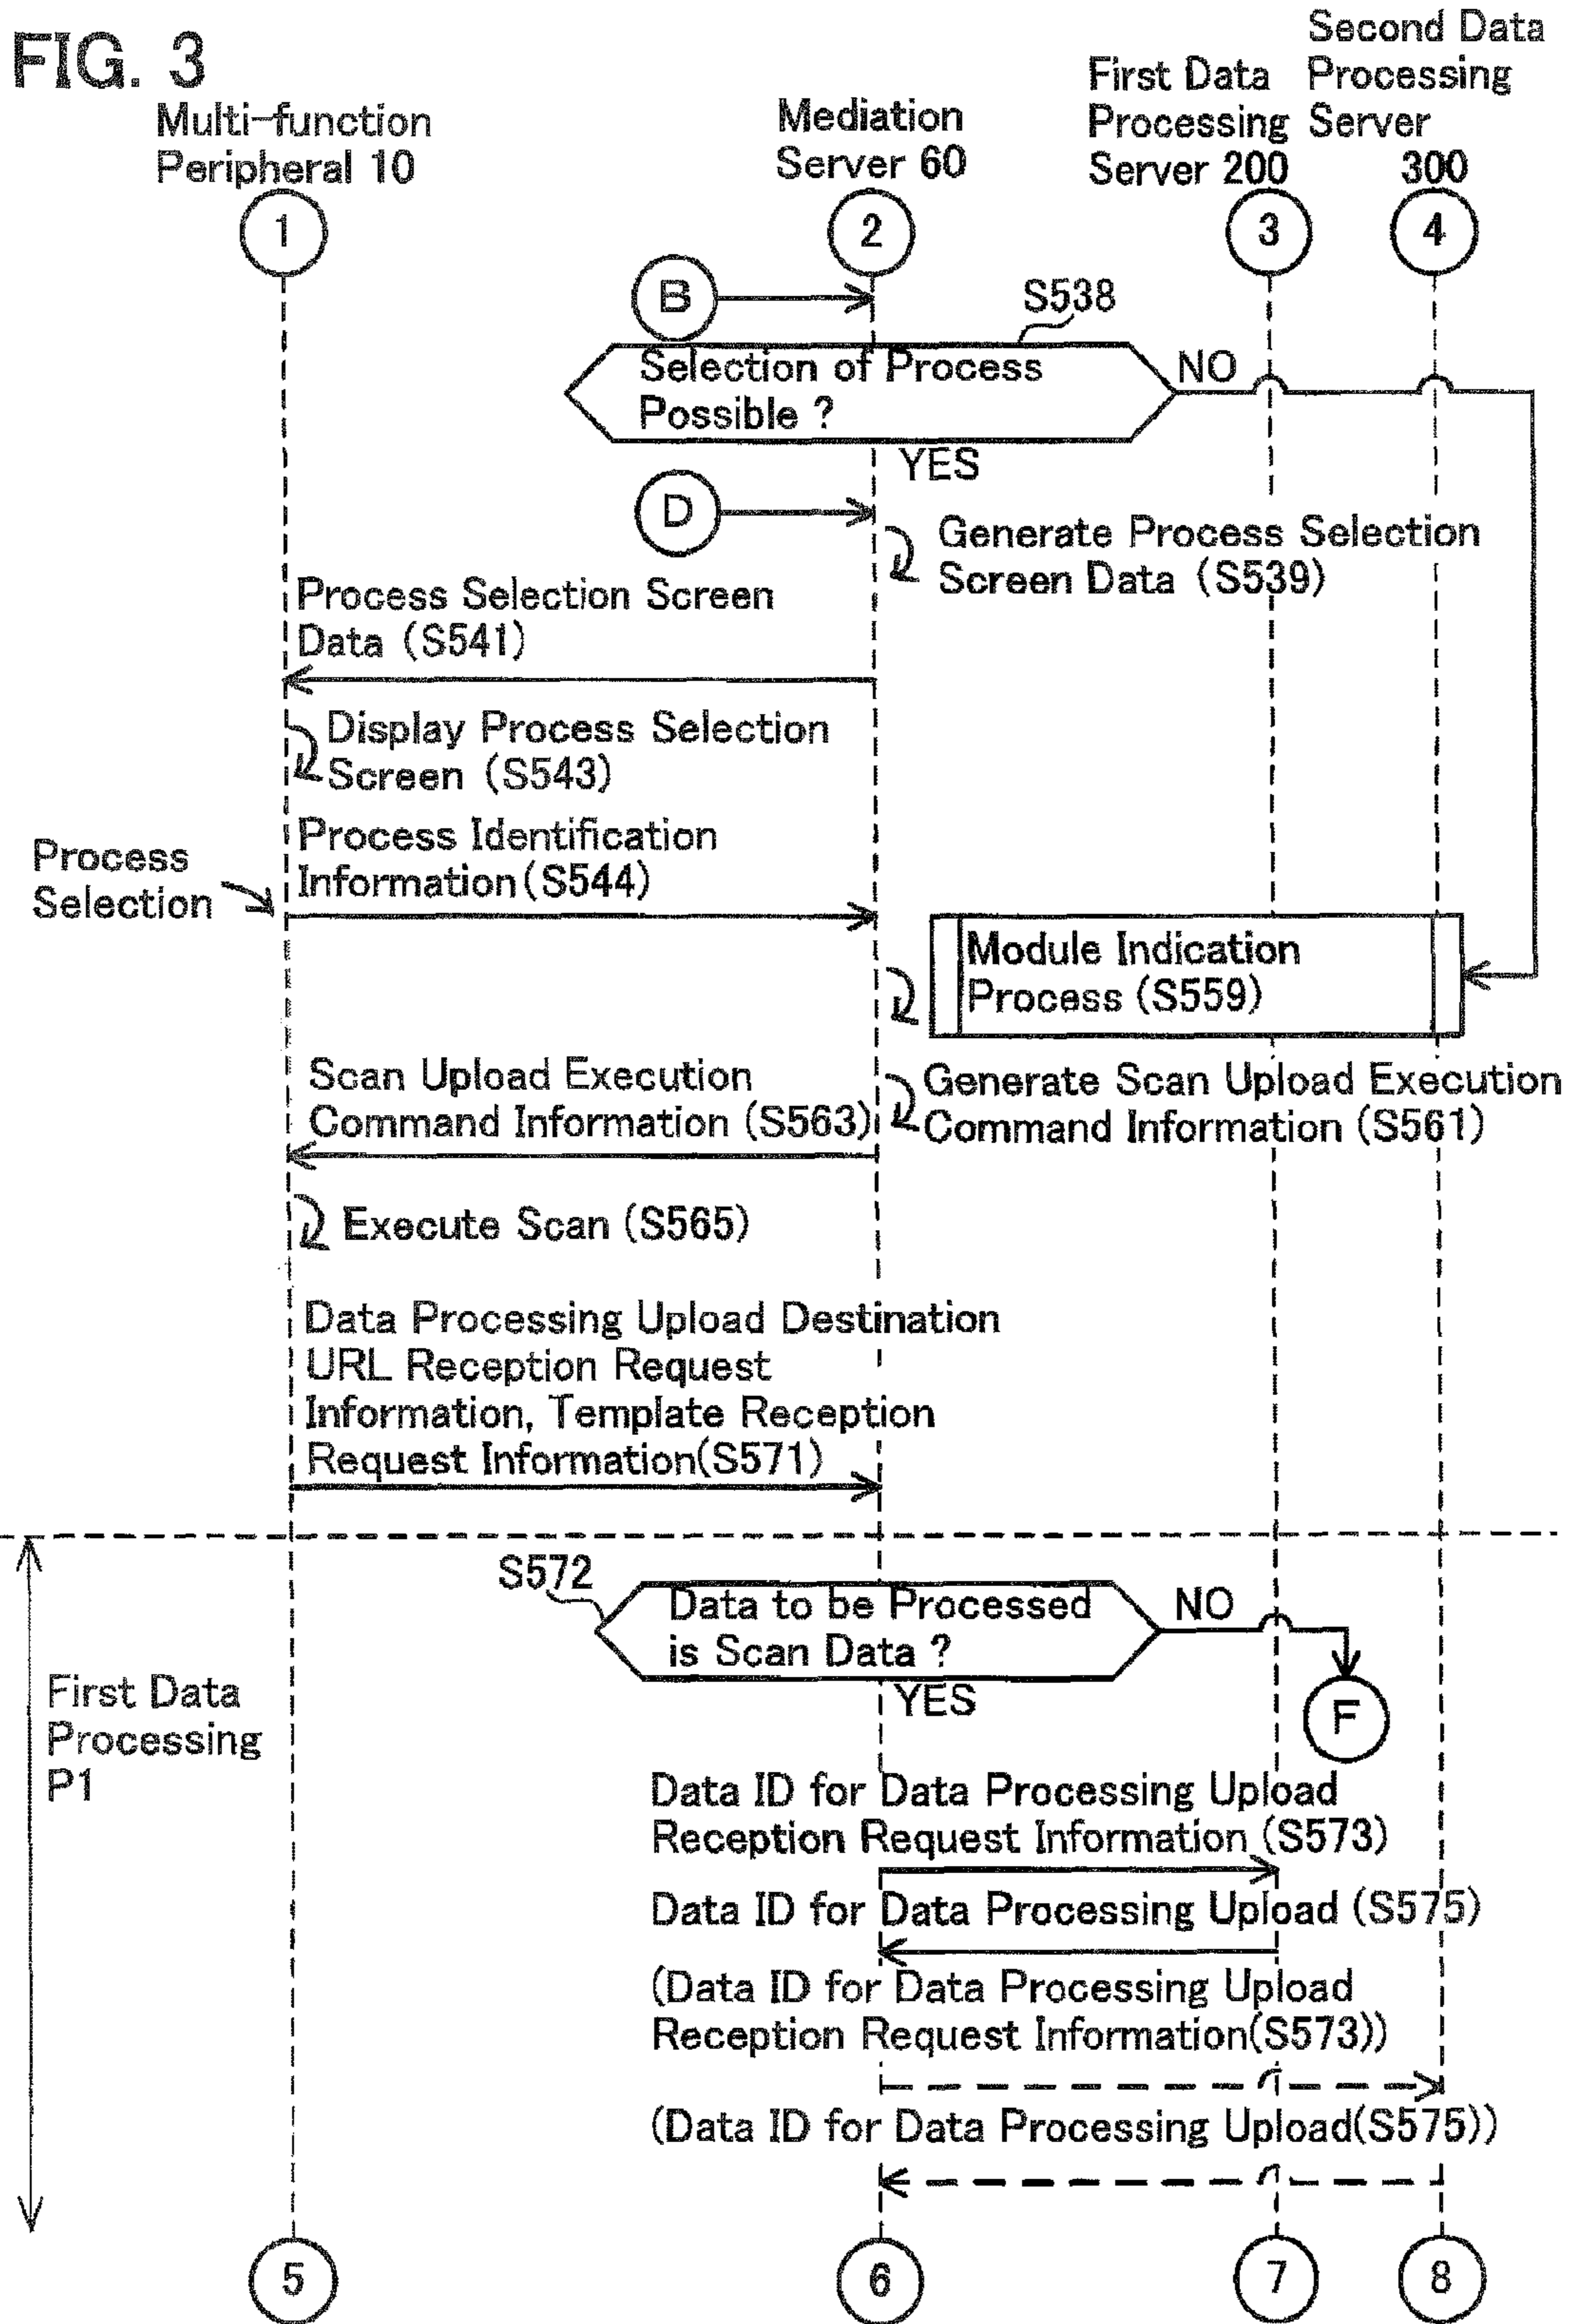 FIG. 3
Multi-function
Peripheral 10
Mediation
Server 60
First Data
Processing
Server 200
Second Data
Processing
Server
300
1
2
3
4
B
S538
Selection of Process
Possible ?
NO
YES
D
Generate Process Selection
Screen Data (S539)
Process Selection Screen
Data (S541)
Display Process Selection
Screen (S543)
Process
Selection
Process Identification
Information(S544)
Module Indication
Process (S559)
Generate Scan Upload Execution
Command Information (S561)
Scan Upload Execution
Command Information (S563)
Execute Scan (S565)
Data Processing Upload Destination
URL Reception Request
Information, Template Reception
Request Information(S571)
S572
Data to be Processed
is Scan Data ?
NO
YES
F
First Data
Processing
P1
Data ID for Data Processing Upload
Reception Request Information (S573)
Data ID for Data Processing Upload (S575)
(Data ID for Data Processing Upload
Reception Request Information(S573))
(Data ID for Data Processing Upload(S575))
5
6
7
8